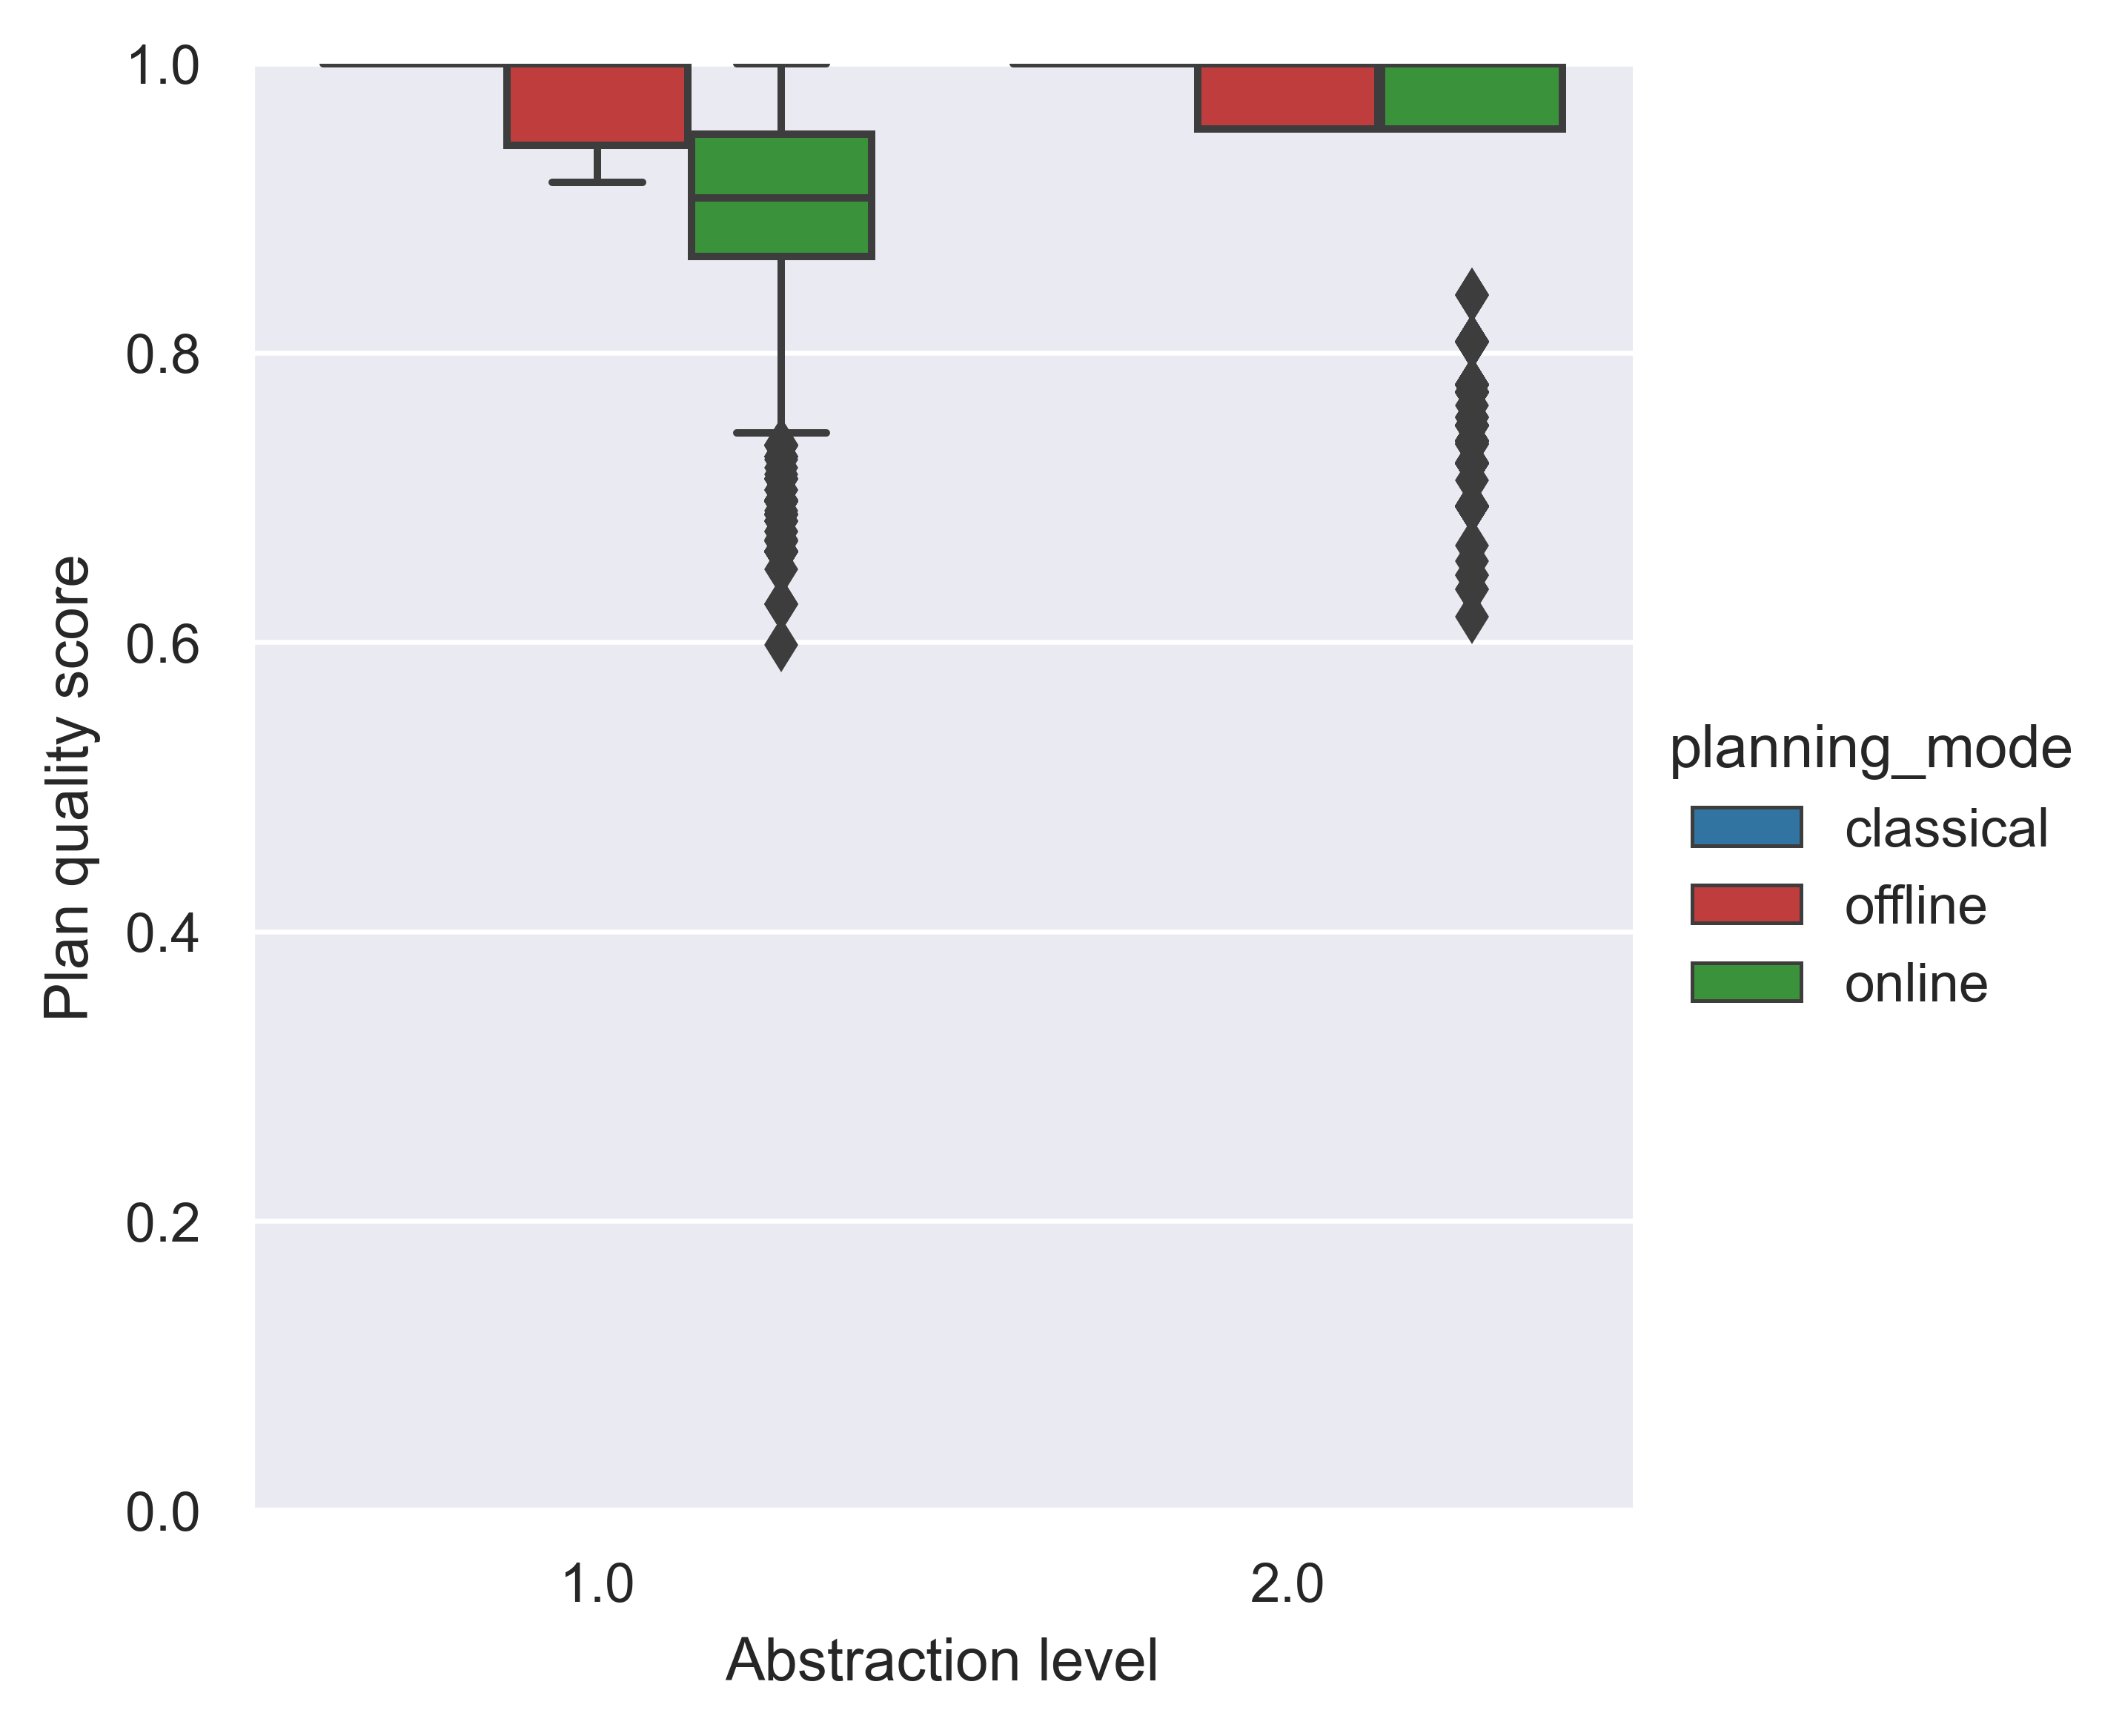 Plan quality score
1.0
0.8
0.6
0.4
0.2
0.0
1.0
2.0
Abstraction level
planning_mode
classical
offline
online